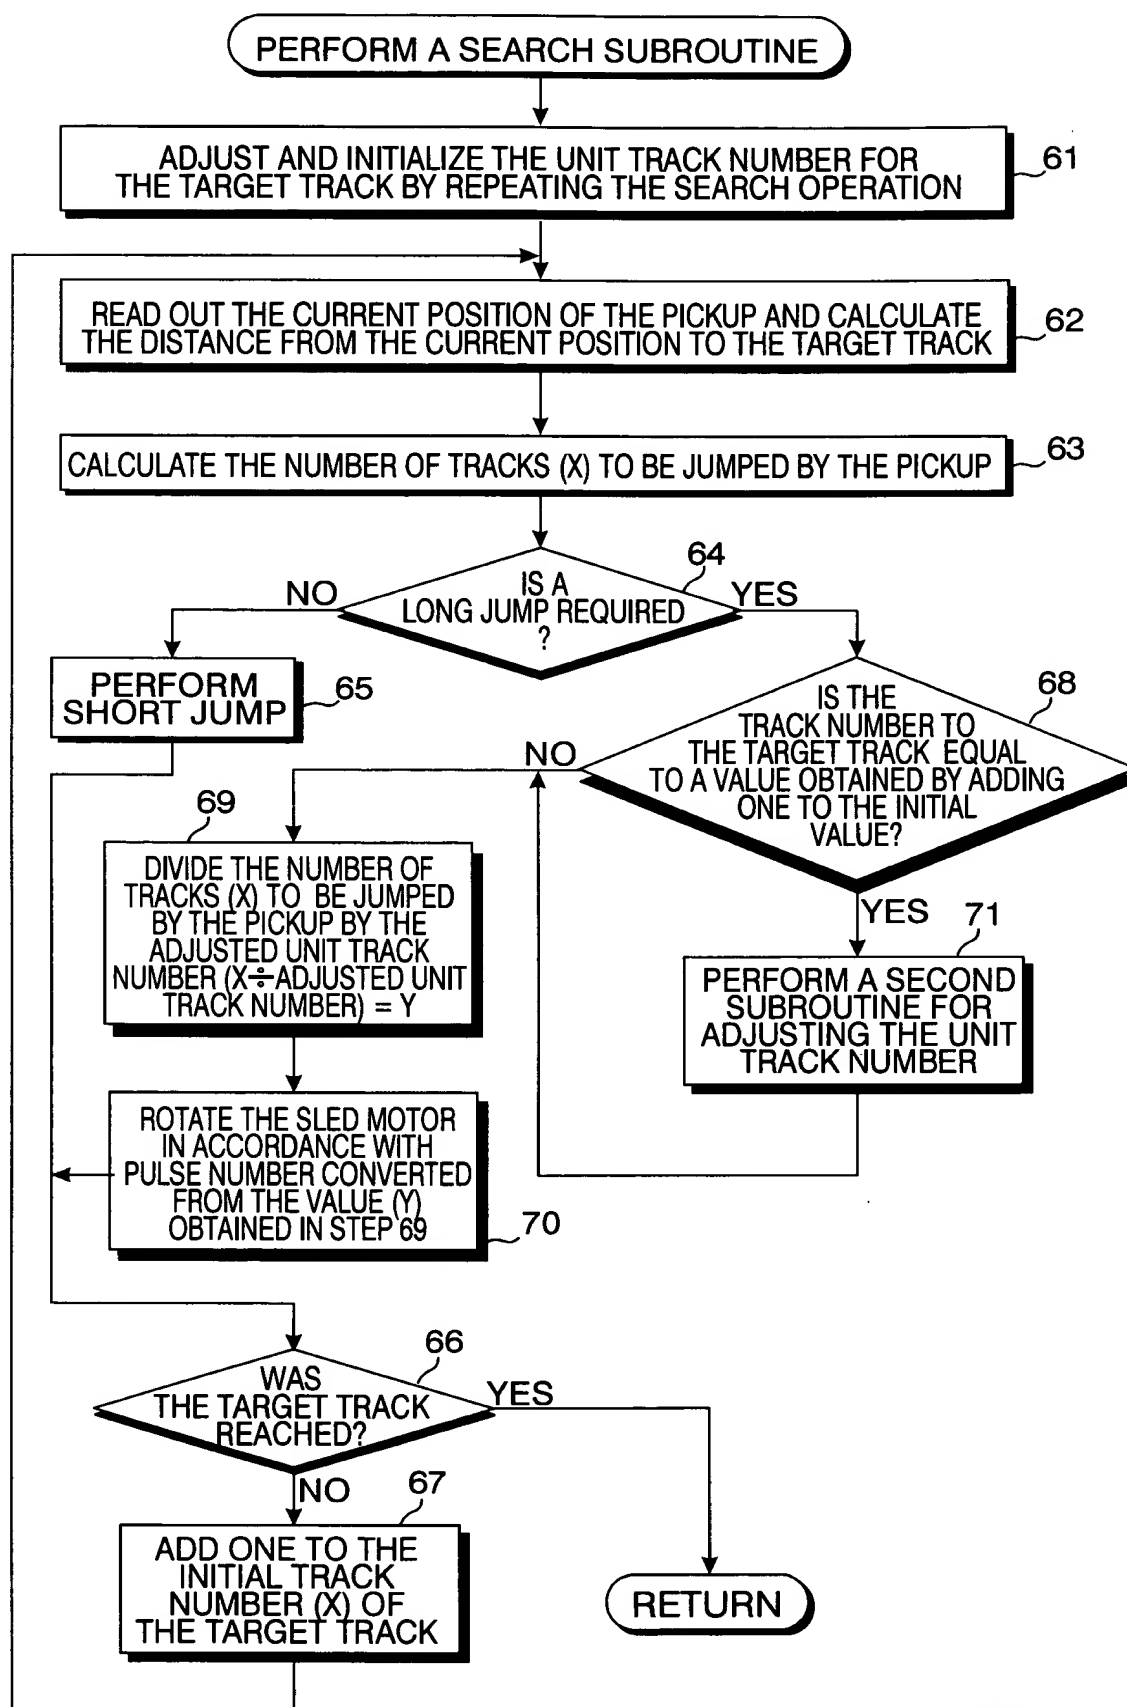 PERFORM A SEARCH SUBROUTINE
ADJUST AND INITIALIZE THE UNIT TRACK NUMBER FOR
THE TARGET TRACK BY REPEATING THE SEARCH OPERATION
61
READ OUT THE CURRENT POSITION OF THE PICKUP AND CALCULATE
THE DISTANCE FROM THE CURRENT POSITION TO THE TARGET TRACK
62
CALCULATE THE NUMBER OF TRACKS (X) TO BE JUMPED BY THE PICKUP
63
64
IS A
LONG JUMP REQUIRED
?
NO
YES
PERFORM
SHORT JUMP
65
68
IS THE
TRACK NUMBER TO
THE TARGET TRACK EQUAL
TO A VALUE OBTAINED BY ADDING
ONE TO THE INITIAL
VALUE?
NO
YES
69
DIVIDE THE NUMBER OF
TRACKS (X) TO BE JUMPED
BY THE PICKUP BY THE
ADJUSTED UNIT TRACK
NUMBER (X÷ADJUSTED UNIT
TRACK NUMBER) = Y
71
PERFORM A SECOND
SUBROUTINE FOR
ADJUSTING THE UNIT
TRACK NUMBER
ROTATE THE SLED MOTOR
IN ACCORDANCE WITH
PULSE NUMBER CONVERTED
FROM THE VALUE (Y)
OBTAINED IN STEP 69
70
66
WAS
THE TARGET TRACK
REACHED?
YES
NO
67
ADD ONE TO THE
INITIAL TRACK
NUMBER (X) OF
THE TARGET TRACK
RETURN